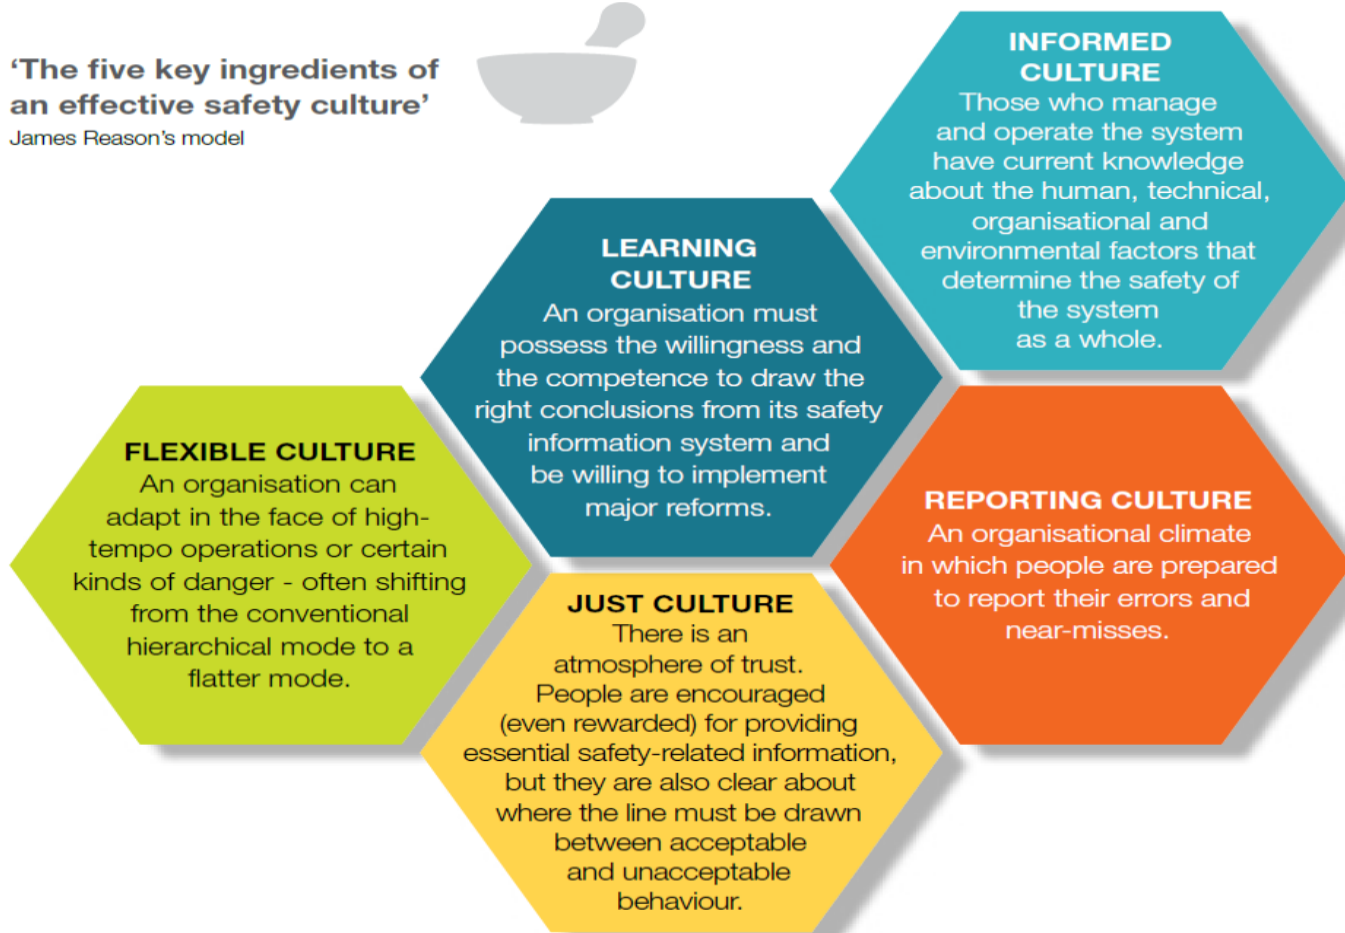 ‘The five key ingredients of
an effective safety culture’
James Reason’s model
INFORMED
CULTURE
Those who manage
and operate the system
have current knowledge
about the human, technical,
organisational and
environmental factors that
determine the safety of
the system
as a whole.
LEARNING
CULTURE
An organisation must
possess the willingness and
the competence to draw the
right conclusions from its safety
information system and
be willing to implement
major reforms.
FLEXIBLE CULTURE
An organisation can
adapt in the face of high-
tempo operations or certain
kinds of danger - often shifting
from the conventional
hierarchical mode to a
flatter mode.
REPORTING CULTURE
An organisational climate
in which people are prepared
to report their errors and
near-misses.
JUST CULTURE
There is an
atmosphere of trust.
People are encouraged
(even rewarded) for providing
essential safety-related information,
but they are also clear about
where the line must be drawn
between acceptable
and unacceptable
behaviour.